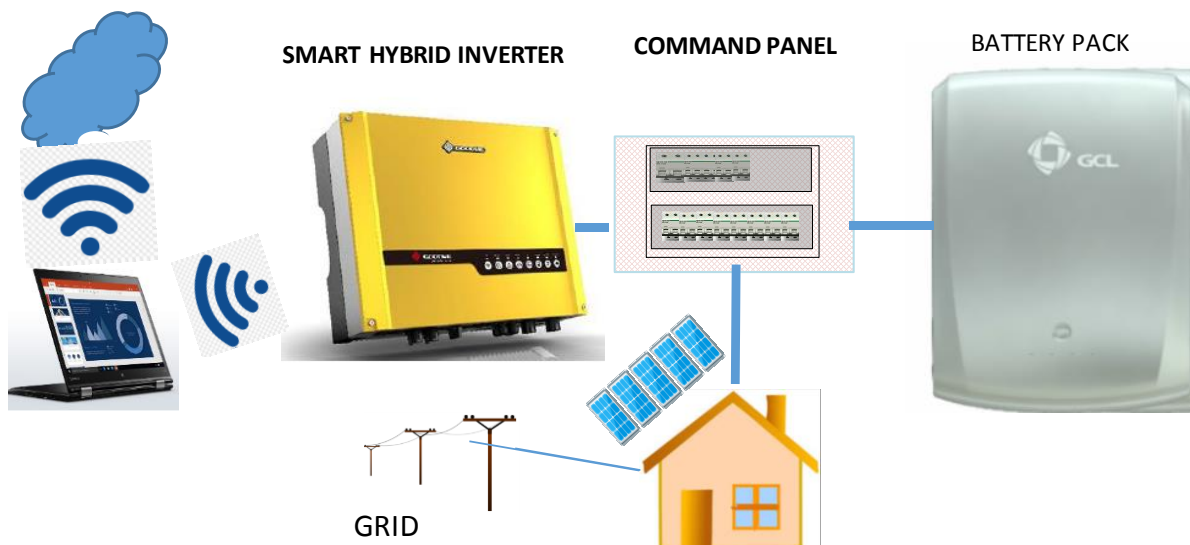 SMART HYBRID INVERTER
COMMAND PANEL
BATTERY PACK
GCL
GRID